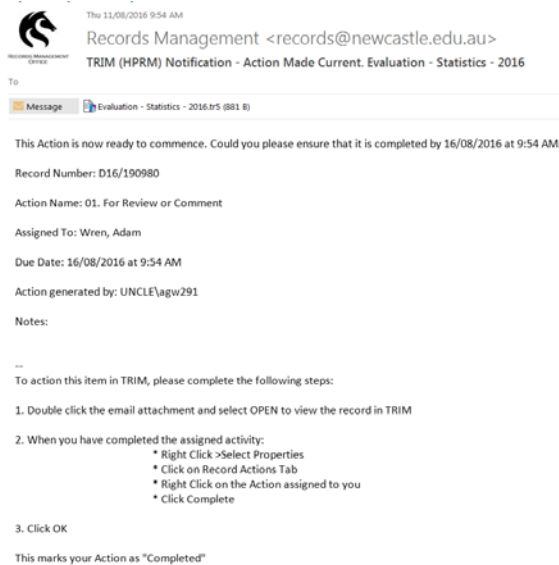 Thu 11/08/2016 9:54 AM
Records Management <records@newcastle.edu.au>
RECORDS MANAGEMENT
OFFICE
TRIM (HPRM) Notification - Action Made Current. Evaluation - Statistics - 2016
To
Message Evaluation - Statistics - 2016.tr5 (881 B)
This Action is now ready to commence. Could you please ensure that it is completed by 16/08/2016 at 9:54 AM
Record Number: D16/190980
Action Name: 01. For Review or Comment
Assigned To: Wren, Adam
Due Date: 16/08/2016 at 9:54 AM
Action generated by: UNCLE\agw291
Notes:
--
To action this item in TRIM, please complete the following steps:
1. Double click the email attachment and select OPEN to view the record in TRIM
2. When you have completed the assigned activity:
* Right Click >Select Properties
* Click on Record Actions Tab
* Right Click on the Action assigned to you
* Click Complete
3. Click OK
This marks your Action as "Completed"